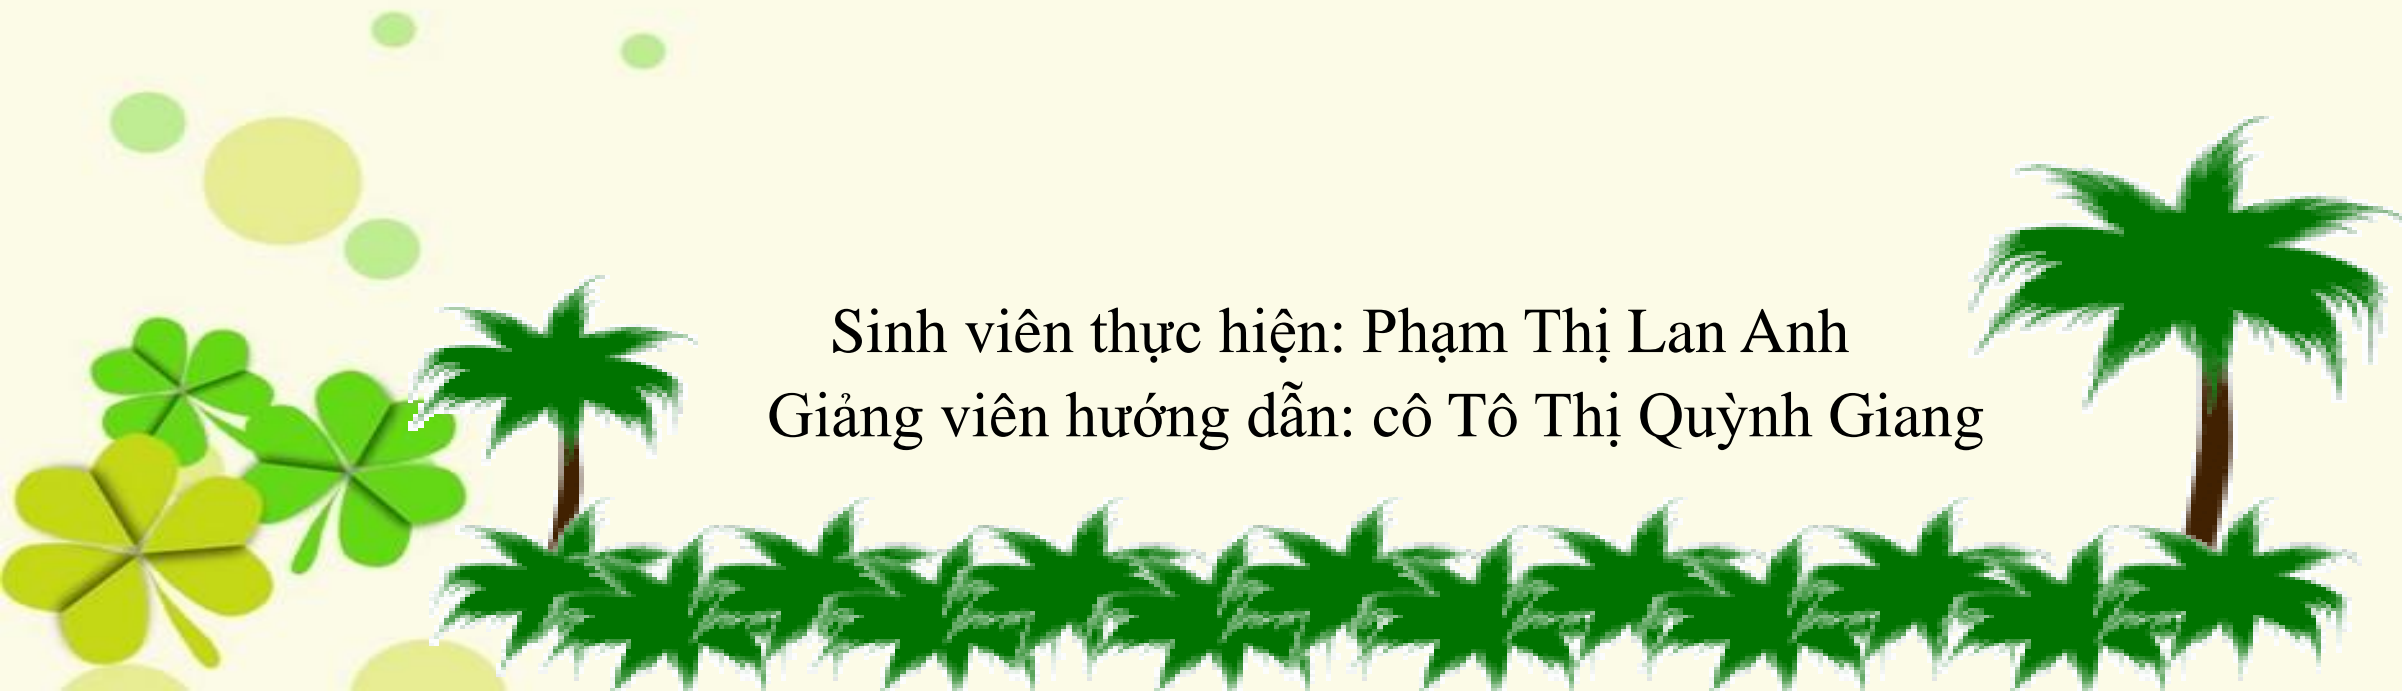 Sinh viên thực hiện: Phạm Thị Lan Anh
Giảng viên hướng dẫn: cô Tô Thị Quỳnh Giang